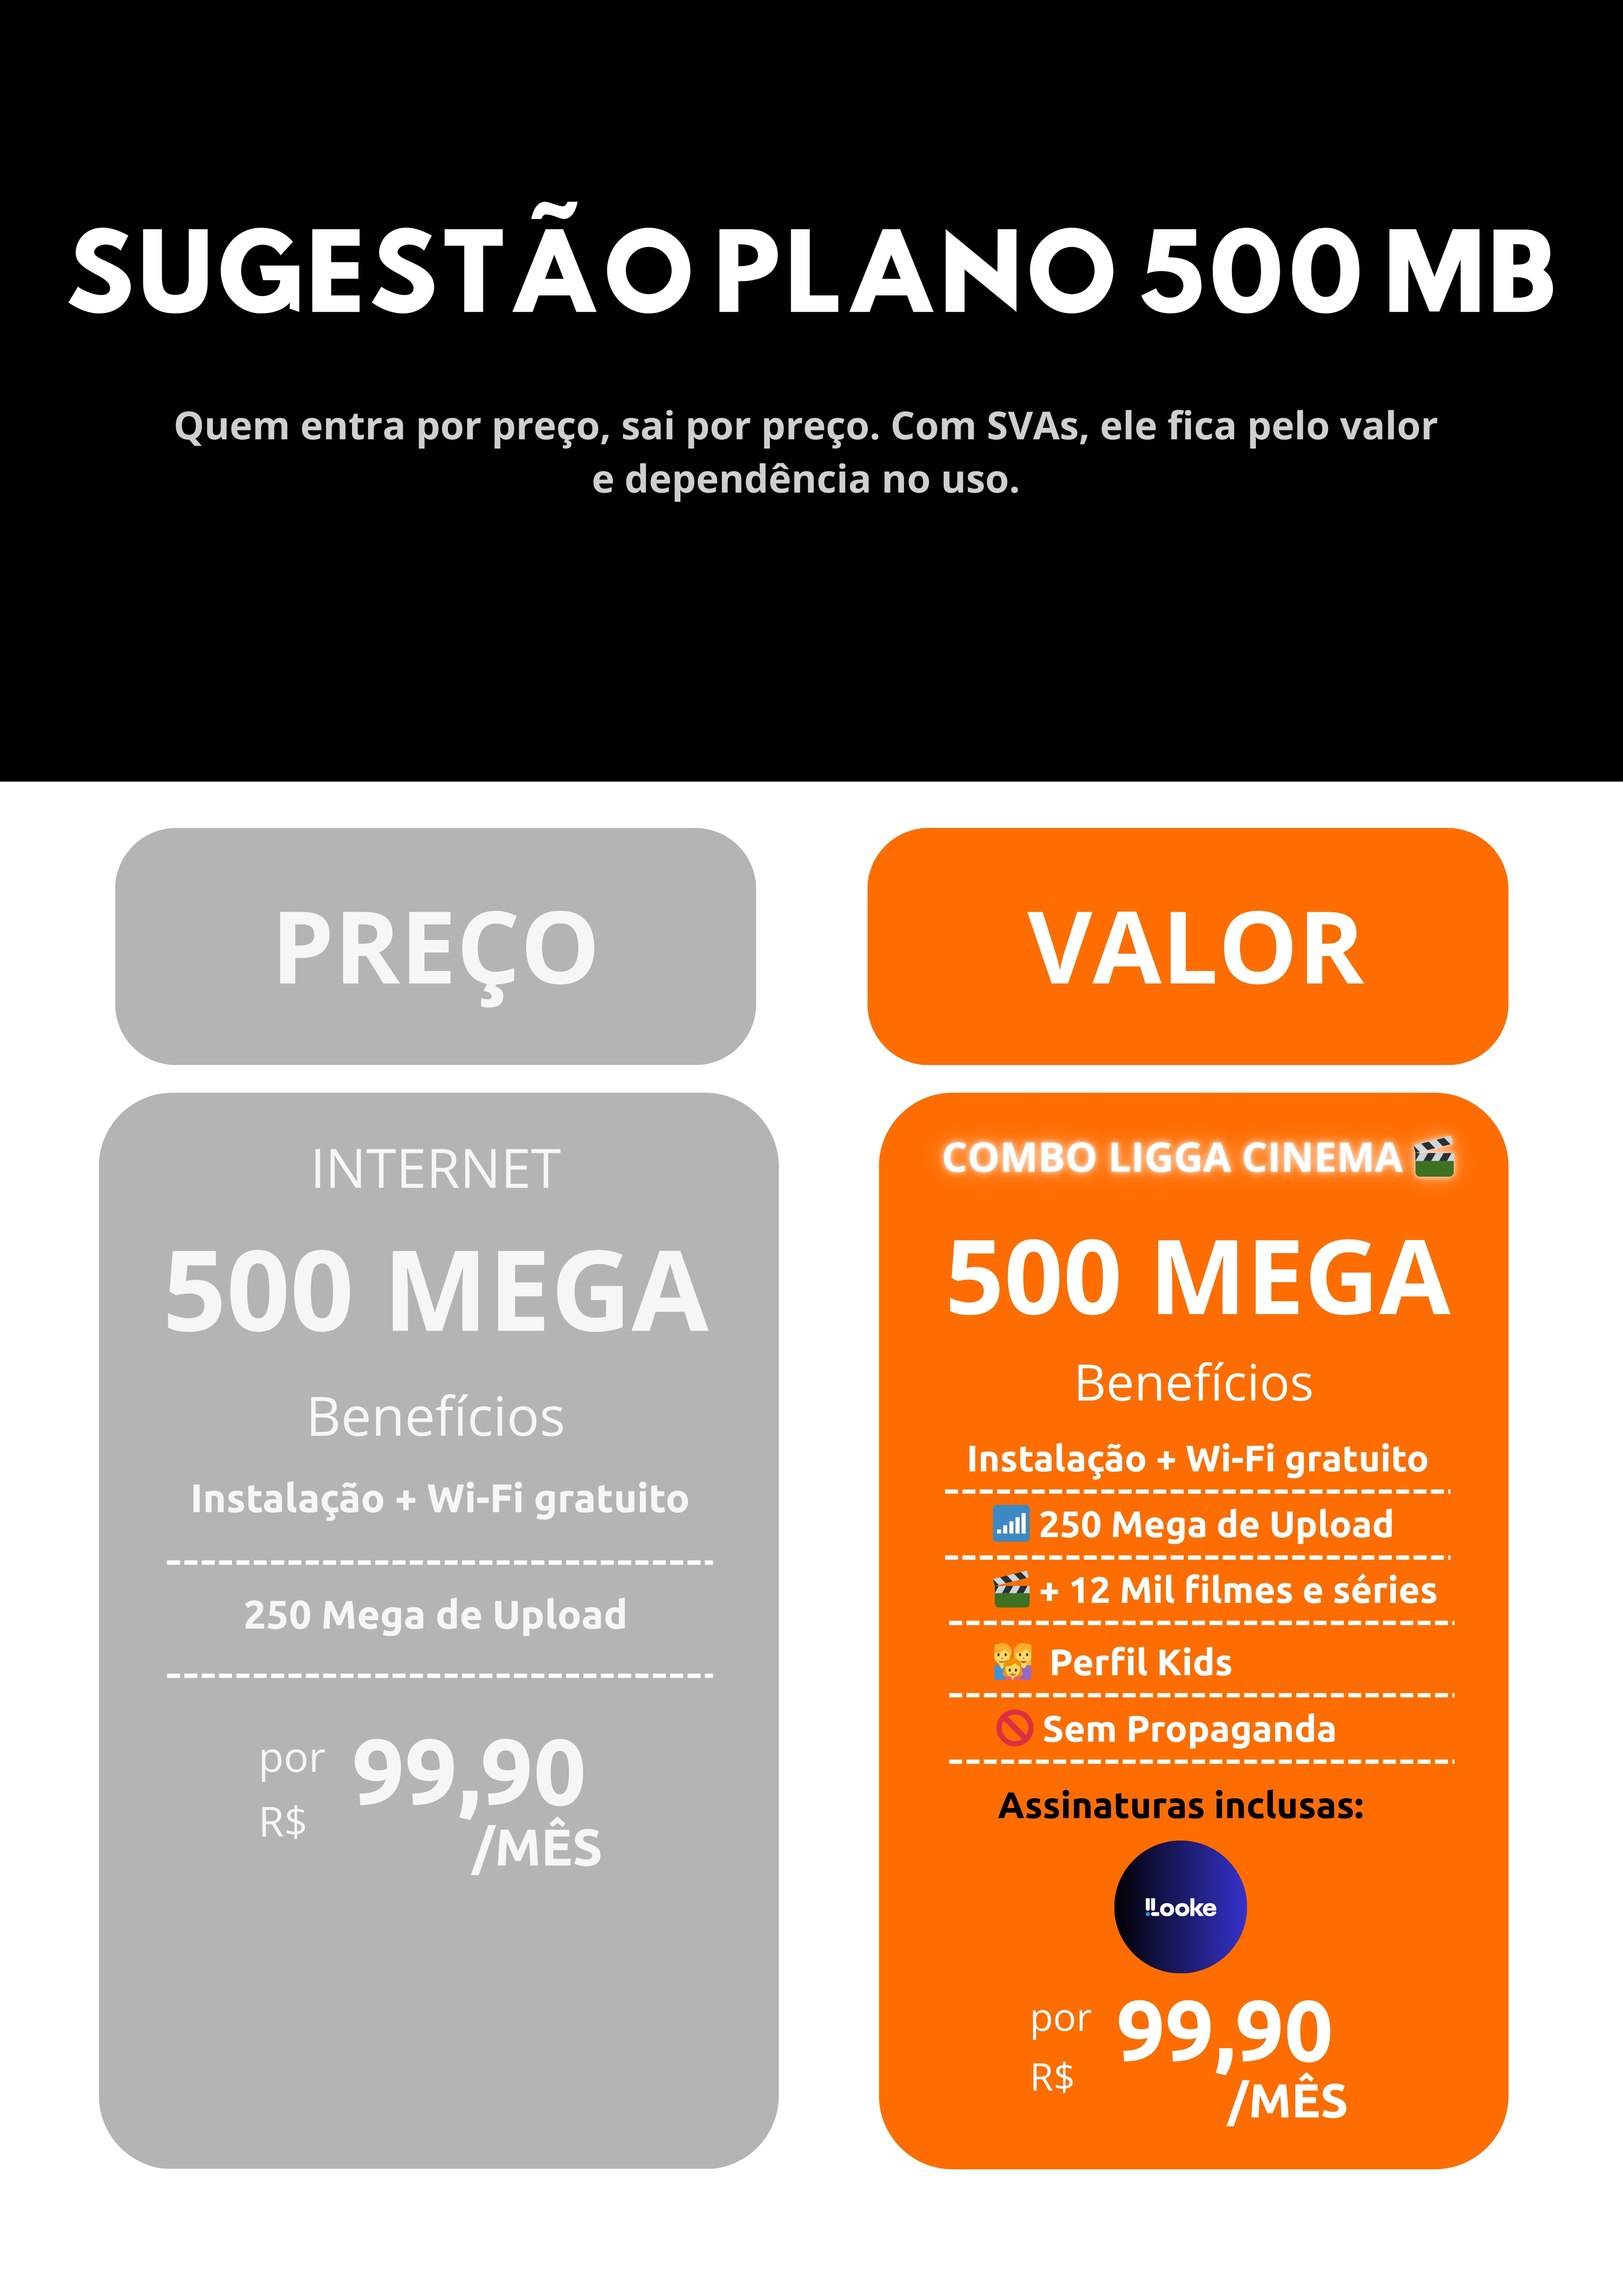 SUGESTÃO PLANO 500 MB
Quem entra por preço, sai por preço. Com SVAs, ele fica pelo valor
e dependência no uso.
PREÇO
INTERNET
500 MEGA
Benefícios
Instalação + Wi-Fi gratuito
250 Mega de Upload
por 99,90
R$ /MÊS
VALOR
COMBO LIGGA CINEMA 🎬
500 MEGA
Benefícios
Instalação + Wi-Fi gratuito
📶 250 Mega de Upload
🎬 + 12 Mil filmes e séries
👨‍👩‍👧 Perfil Kids
🚫 Sem Propaganda
Assinaturas inclusas:
Looke
por 99,90
R$ /MÊS